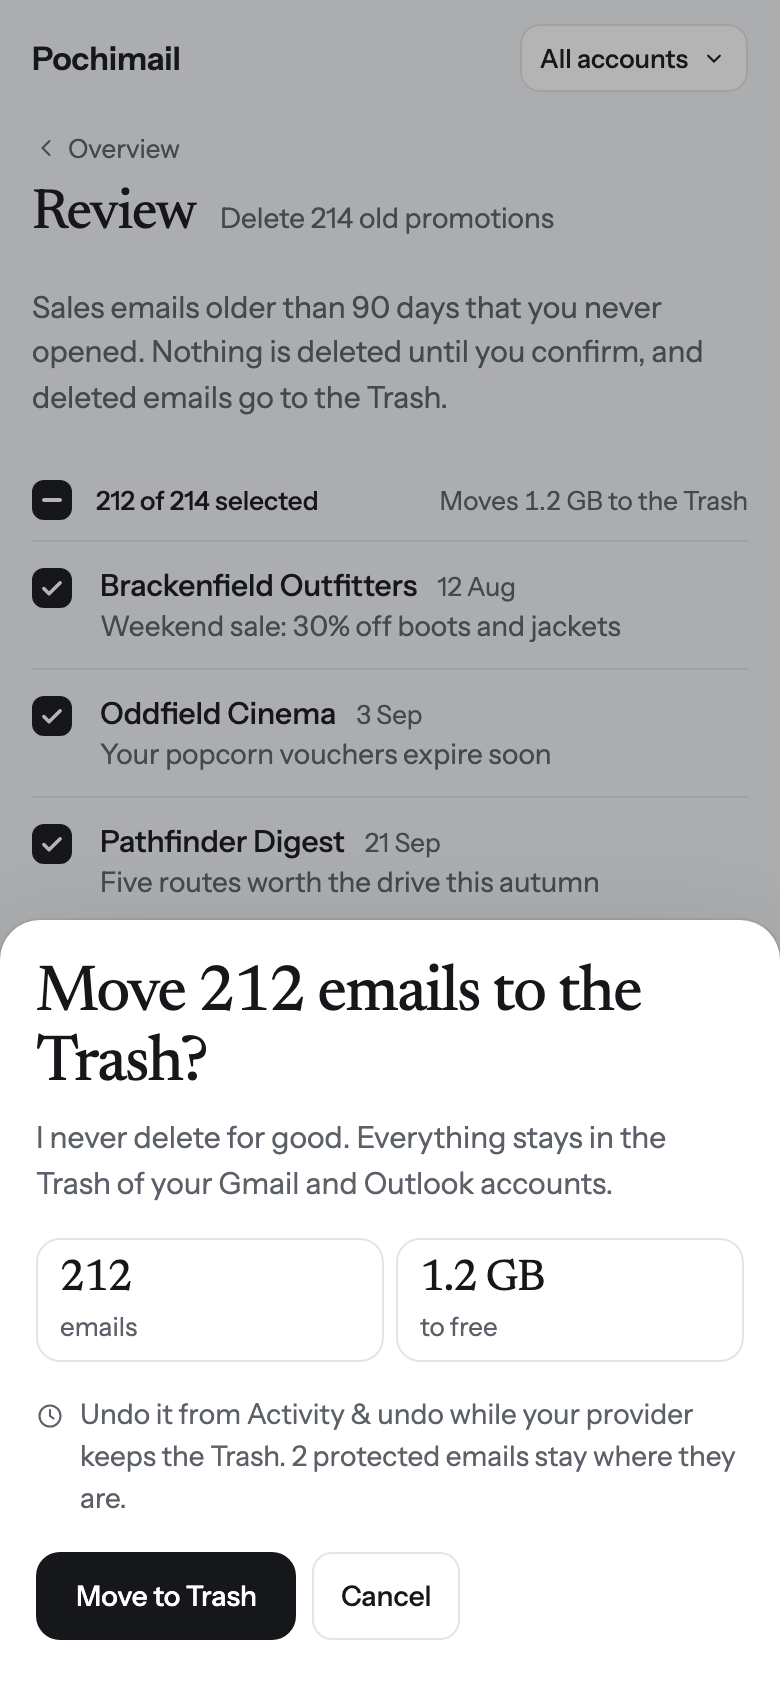 Pochimail
All accounts
Overview
Review Delete 214 old promotions
Sales emails older than 90 days that you never
opened. Nothing is deleted until you confirm, and
deleted emails go to the Trash.
212 of 214 selected Moves 1.2 GB to the Trash
Brackenfield Outfitters 12 Aug
Weekend sale: 30% off boots and jackets
Oddfield Cinema 3 Sep
Your popcorn vouchers expire soon
Pathfinder Digest 21 Sep
Five routes worth the drive this autumn
Move 212 emails to the
Trash?
I never delete for good. Everything stays in the
Trash of your Gmail and Outlook accounts.
212
emails
1.2 GB
to free
Undo it from Activity & undo while your provider
keeps the Trash. 2 protected emails stay where they
are.
Move to Trash
Cancel